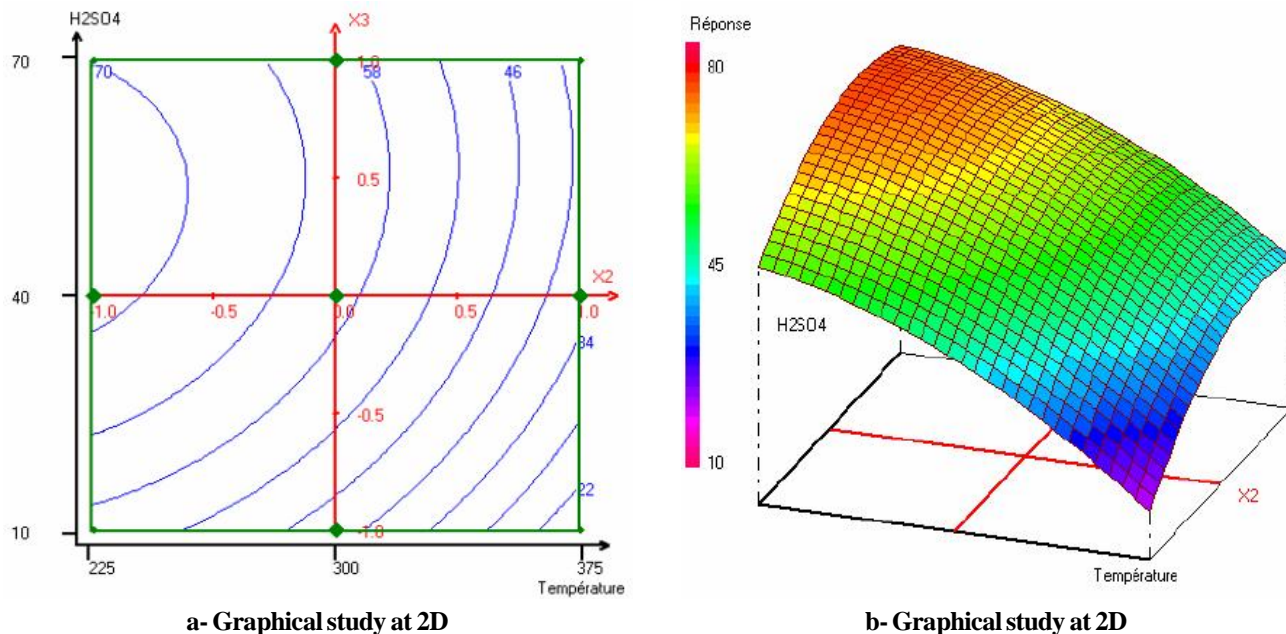 H2SO4
X3
70
70
1.0
58
46
0.5
X2
40
-1.0
-0.5
0.0
0.5
1.0
34
-0.5
22
10
-1.0
225
300
375
Température
a- Graphical study at 2D
Réponse
80
45
10
H2SO4
X2
Température
b- Graphical study at 2D